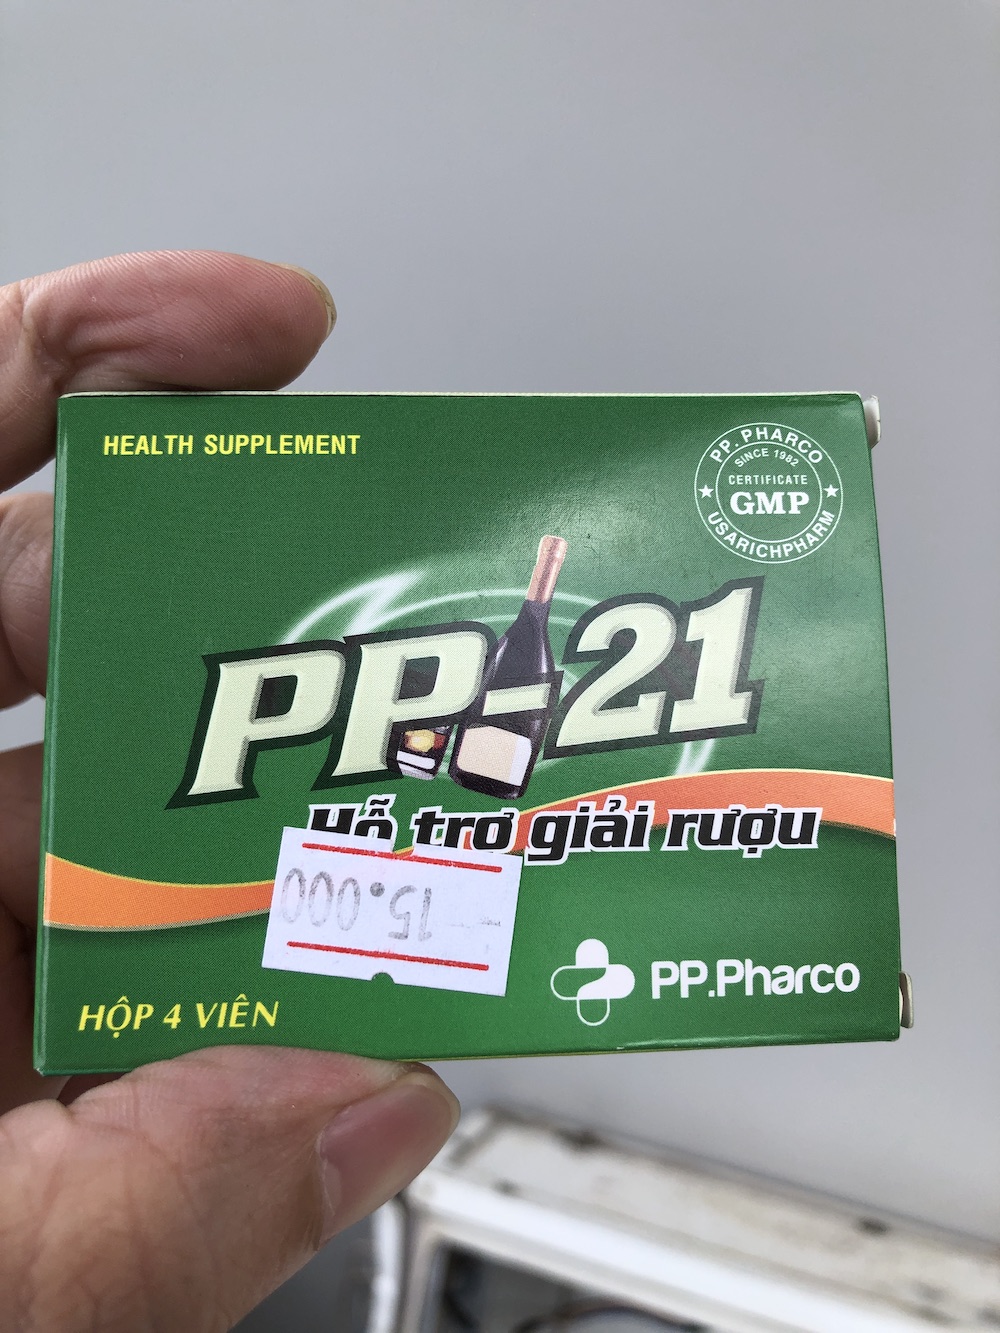 HEALTH SUPPLEMENT
PP. PHARCO
SINCE 1982
CERTIFICATE
GMP
USARICHPHARM
PP-21
Hỗ trợ giải rượu
15.000
PP.Pharco
HỘP 4 VIÊN